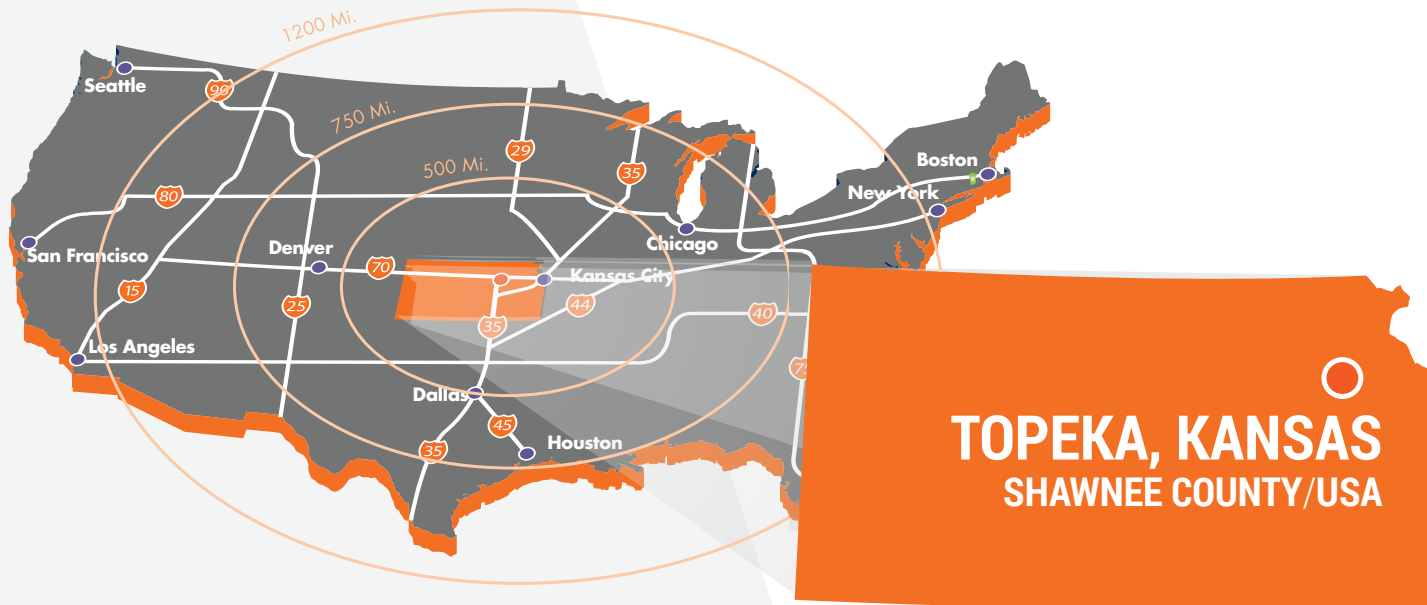 1200 Mi.
Seattle
90
750 Mi.
29
500 Mi.
35
Boston
80
New York
Chicago
San Francisco
Denver
70
Kansas City
15
25
44
35
40
Los Angeles
75
Dallas
45
35
Houston
TOPEKA, KANSAS
SHAWNEE COUNTY/USA